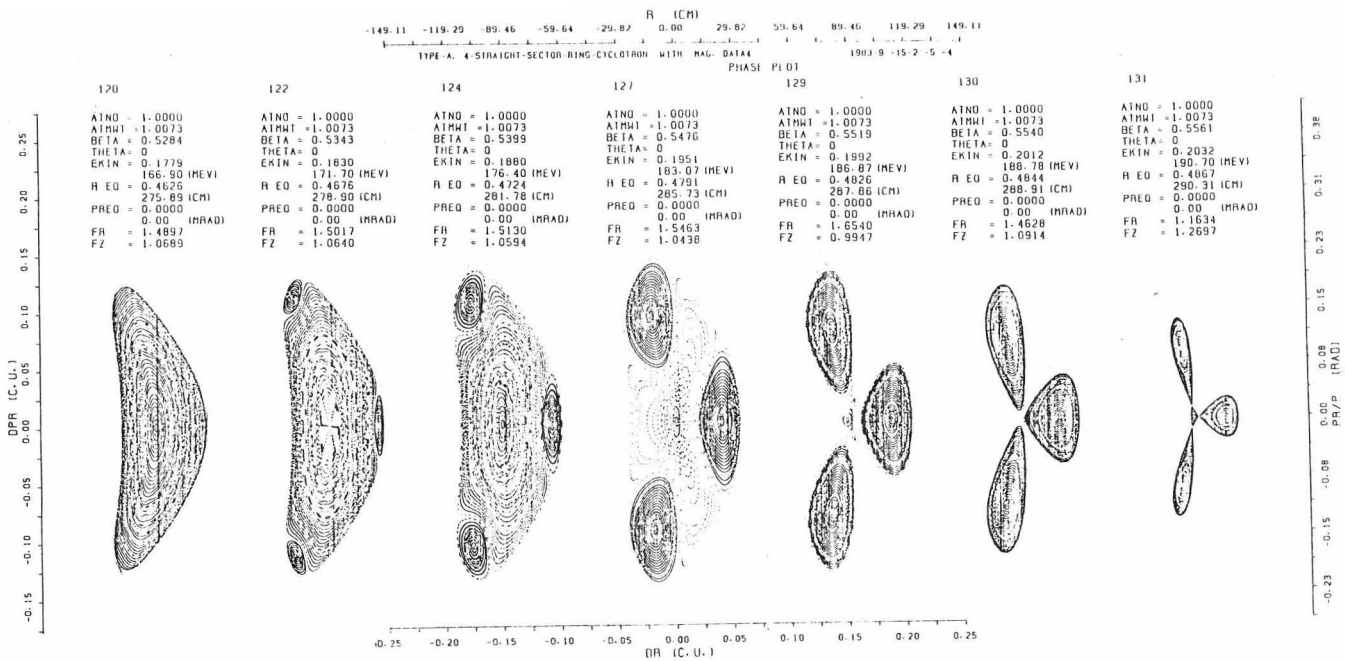 R (CM)
-149.11 -119.29 -89.46 -59.64 -29.82 0.00 29.82 59.64 89.46 119.29 149.11
TYPE-A. 4-STRAIGHT-SECTOR-RING-CYCLOTRON WITH MAG. DATA4 1983-9 -15-2 -5 -4
PHASE PLOT
120
ATNO = 1.0000
ATMWT =1.0073
BETA = 0.5284
THETA= 0
EKIN = 0.1779
166.90 (MEV)
R EQ = 0.4626
275.89 (CM)
PREQ = 0.0000
0.00 (MRAD)
FR = 1.4897
FZ = 1.0689
122
ATNO = 1.0000
ATMWT =1.0073
BETA = 0.5343
THETA= 0
EKIN = 0.1830
171.70 (MEV)
R EQ = 0.4676
278.90 (CM)
PREQ = 0.0000
0.00 (MRAD)
FR = 1.5017
FZ = 1.0640
124
ATNO = 1.0000
ATMWT =1.0073
BETA = 0.5399
THETA= 0
EKIN = 0.1880
176.40 (MEV)
R EQ = 0.4724
281.78 (CM)
PREQ = 0.0000
0.00 (MRAD)
FR = 1.5130
FZ = 1.0594
127
ATNO = 1.0000
ATMWT =1.0073
BETA = 0.5476
THETA= 0
EKIN = 0.1951
183.07 (MEV)
R EQ = 0.4791
285.73 (CM)
PREQ = 0.0000
0.00 (MRAD)
FR = 1.5463
FZ = 1.0438
129
ATNO = 1.0000
ATMWT =1.0073
BETA = 0.5519
THETA= 0
EKIN = 0.1992
186.87 (MEV)
R EQ = 0.4826
287.86 (CM)
PREQ = 0.0000
0.00 (MRAD)
FR = 1.6540
FZ = 0.9947
130
ATNO = 1.0000
ATMWT =1.0073
BETA = 0.5540
THETA= 0
EKIN = 0.2012
188.78 (MEV)
R EQ = 0.4844
288.91 (CM)
PREQ = 0.0000
0.00 (MRAD)
FR = 1.4628
FZ = 1.0914
131
ATNO = 1.0000
ATMWT =1.0073
BETA = 0.5561
THETA= 0
EKIN = 0.2032
190.70 (MEV)
R EQ = 0.4867
290.31 (CM)
PREQ = 0.0000
0.00 (MRAD)
FR = 1.1634
FZ = 1.2697
DPR (C.U.)
0.25
0.20
0.15
0.10
0.05
0.00
-0.05
-0.10
-0.15
0.38
0.31
0.23
0.15
0.08
0.00
-0.08
-0.15
-0.23
PR/P (RAD)
-0.20 -0.15 -0.10 -0.05 0.00 0.05 0.10 0.15 0.20 0.25
DR (C.U.)